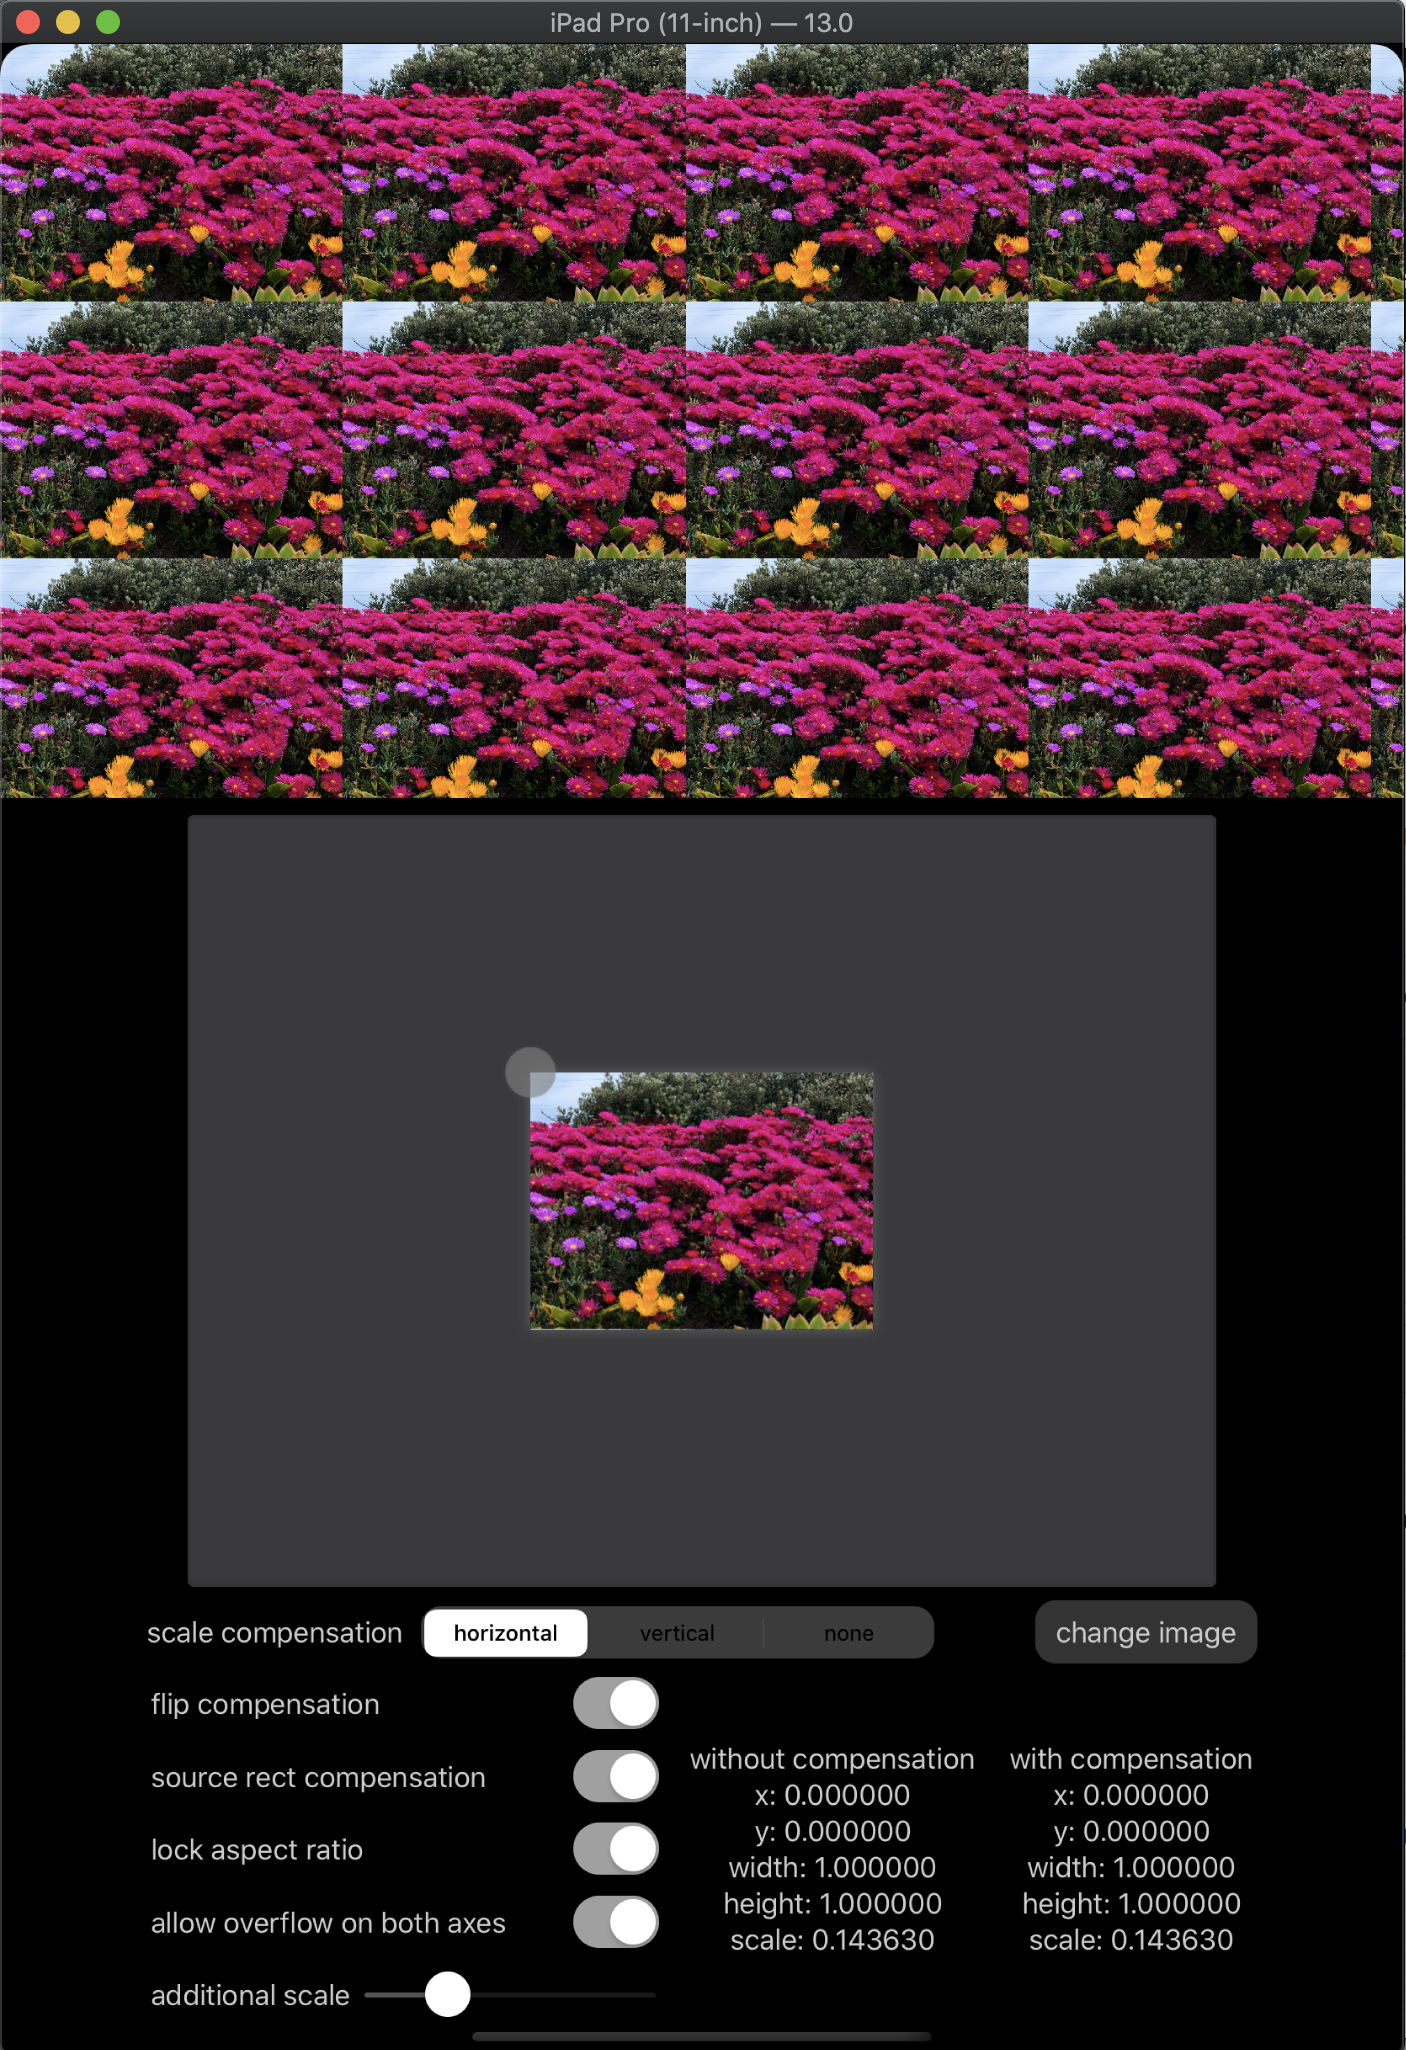 iPad Pro (11-inch) — 13.0
scale compensation
horizontal
vertical
none
change image
flip compensation
source rect compensation
lock aspect ratio
allow overflow on both axes
additional scale
without compensation
x: 0.000000
y: 0.000000
width: 1.000000
height: 1.000000
scale: 0.143630
with compensation
x: 0.000000
y: 0.000000
width: 1.000000
height: 1.000000
scale: 0.143630